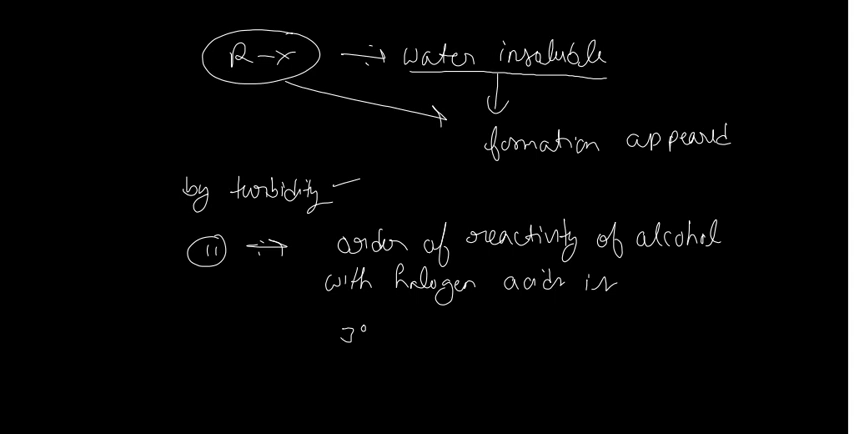 R-x → water insoluble
formation appeared
by turbidity
(ii) ⇒ order of reactivity of alcohol
with halogen acids is
3°